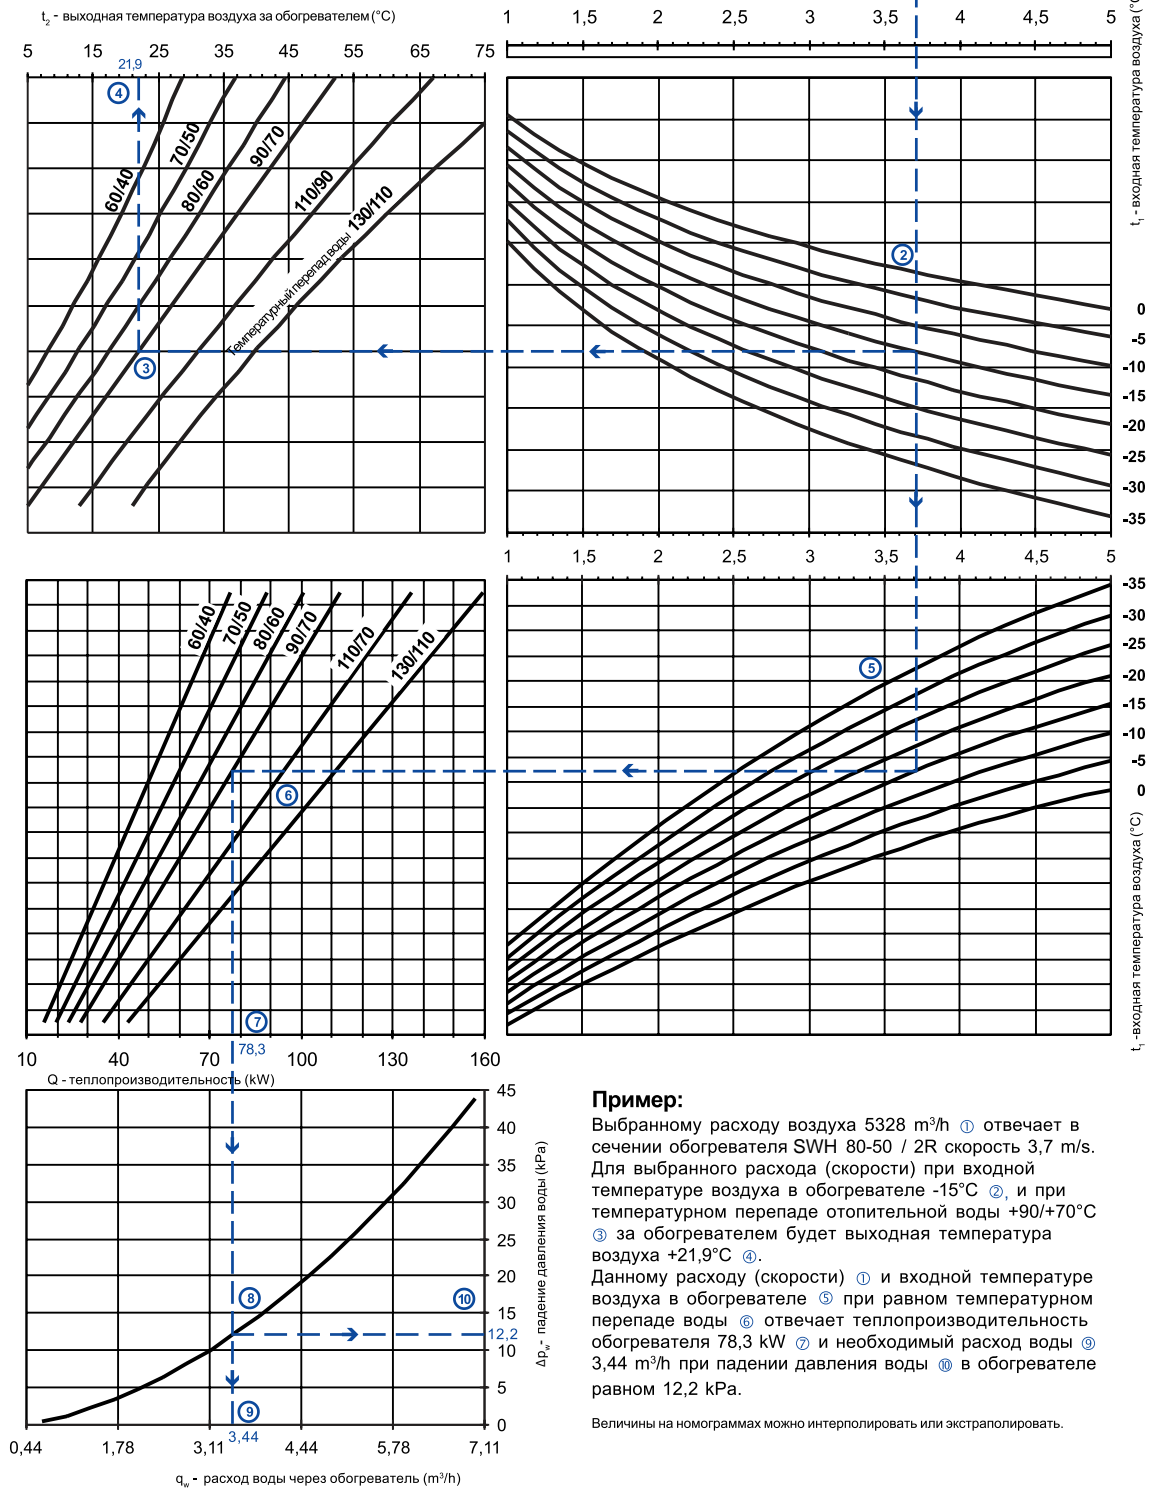 t₂ - выходная температура воздуха за обогревателем (°C)
1 1,5 2 2,5 3 3,5 4 4,5 5
5 15 25 35 45 55 65 75
21,9
④
60/40
70/50
80/60
90/70
110/90
Температурный перепад воды 130/110
③
②
t₁ - входная температура воздуха (°C)
0
-5
-10
-15
-20
-25
-30
-35
1 1,5 2 2,5 3 3,5 4 4,5 5
60/40
70/50
80/60
90/70
110/70
130/110
⑤
⑥
⑦
-35
-30
-25
-20
-15
-10
-5
0
t₁ -входная температура воздуха (°C)
10 40 70 100 130 160
78,3
Q - теплопроизводительность (kW)
45
40
35
30
25
20
15
12,2
10
5
0
Δp_w - падение давления воды (kPa)
⑧
⑩
⑨
3,44
0,44 1,78 3,11 4,44 5,78 7,11
q_w - расход воды через обогреватель (m³/h)
Пример:
Выбранному расходу воздуха 5328 m³/h ① отвечает в
сечении обогревателя SWH 80-50 / 2R скорость 3,7 m/s.
Для выбранного расхода (скорости) при входной
температуре воздуха в обогревателе -15°C ②, и при
температурном перепаде отопительной воды +90/+70°C
③ за обогревателем будет выходная температура
воздуха +21,9°C ④.
Данному расходу (скорости) ① и входной температуре
воздуха в обогревателе ⑤ при равном температурном
перепаде воды ⑥ отвечает теплопроизводительность
обогревателя 78,3 kW ⑦ и необходимый расход воды ⑨
3,44 m³/h при падении давления воды ⑩ в обогревателе
равном 12,2 kPa.
Величины на номограммах можно интерполировать или экстраполировать.